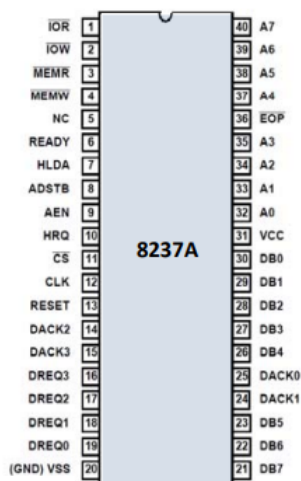 IOR 1 40 A7
IOW 2 39 A6
MEMR 3 38 A5
MEMW 4 37 A4
NC 5 36 EOP
READY 6 35 A3
HLDA 7 34 A2
ADSTB 8 33 A1
AEN 9 32 A0
HRQ 10 31 VCC
8237A
CS 11 30 DB0
CLK 12 29 DB1
RESET 13 28 DB2
DACK2 14 27 DB3
DACK3 15 26 DB4
DREQ3 16 25 DACK0
DREQ2 17 24 DACK1
DREQ1 18 23 DB5
DREQ0 19 22 DB6
(GND) VSS 20 21 DB7